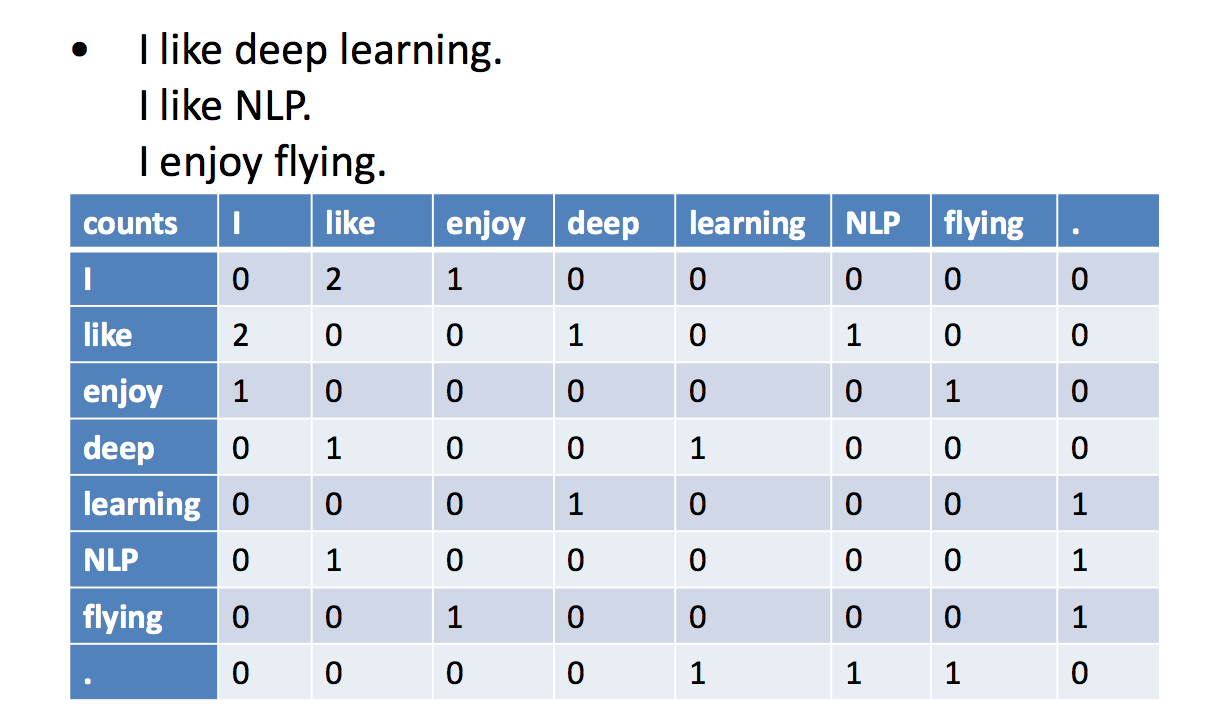 • I like deep learning.
I like NLP.
I enjoy flying.
counts I like enjoy deep learning NLP flying .
I 0 2 1 0 0 0 0 0
like 2 0 0 1 0 1 0 0
enjoy 1 0 0 0 0 0 1 0
deep 0 1 0 0 1 0 0 0
learning 0 0 0 1 0 0 0 1
NLP 0 1 0 0 0 0 0 1
flying 0 0 1 0 0 0 0 1
. 0 0 0 0 1 1 1 0